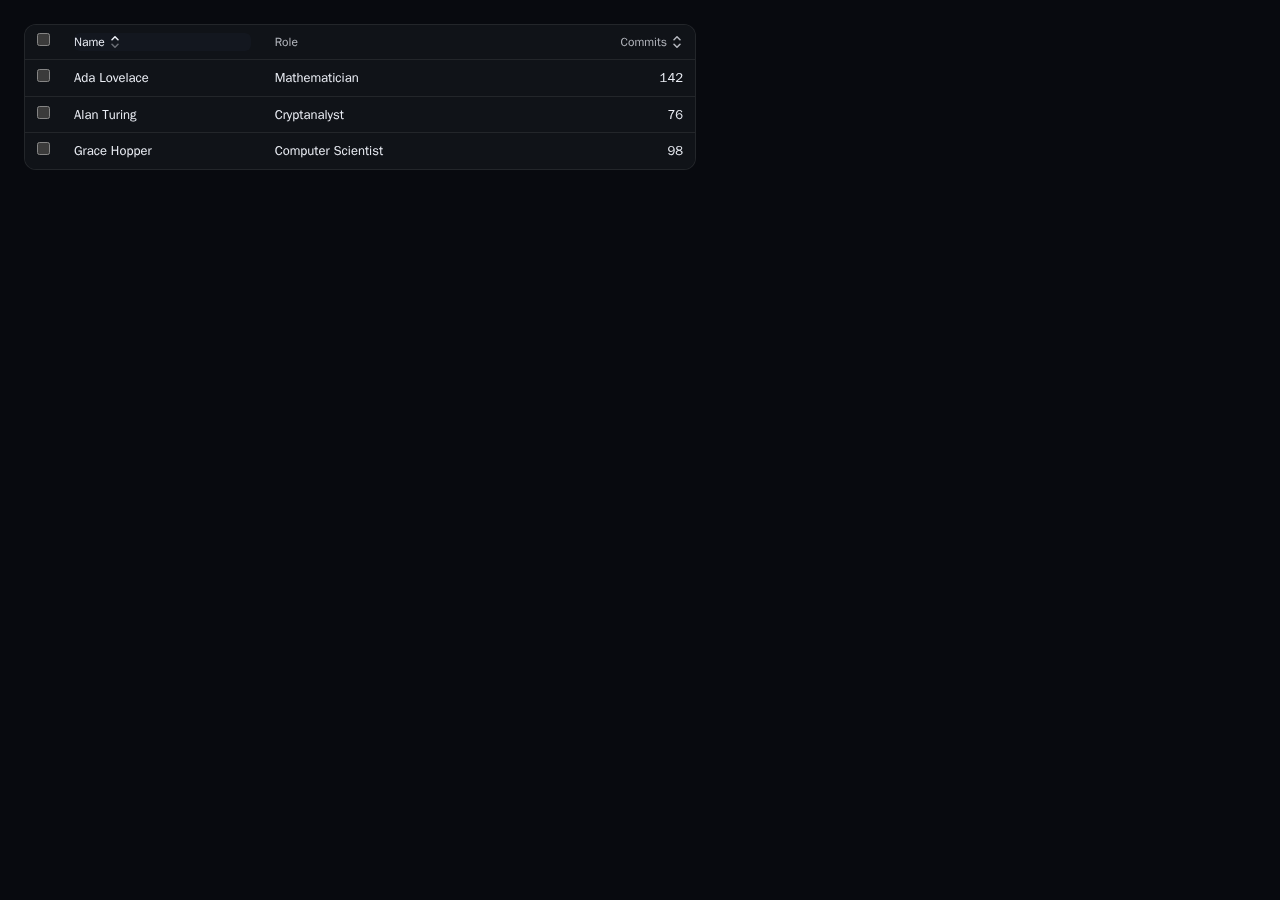 Name Role Commits
Ada Lovelace Mathematician 142
Alan Turing Cryptanalyst 76
Grace Hopper Computer Scientist 98